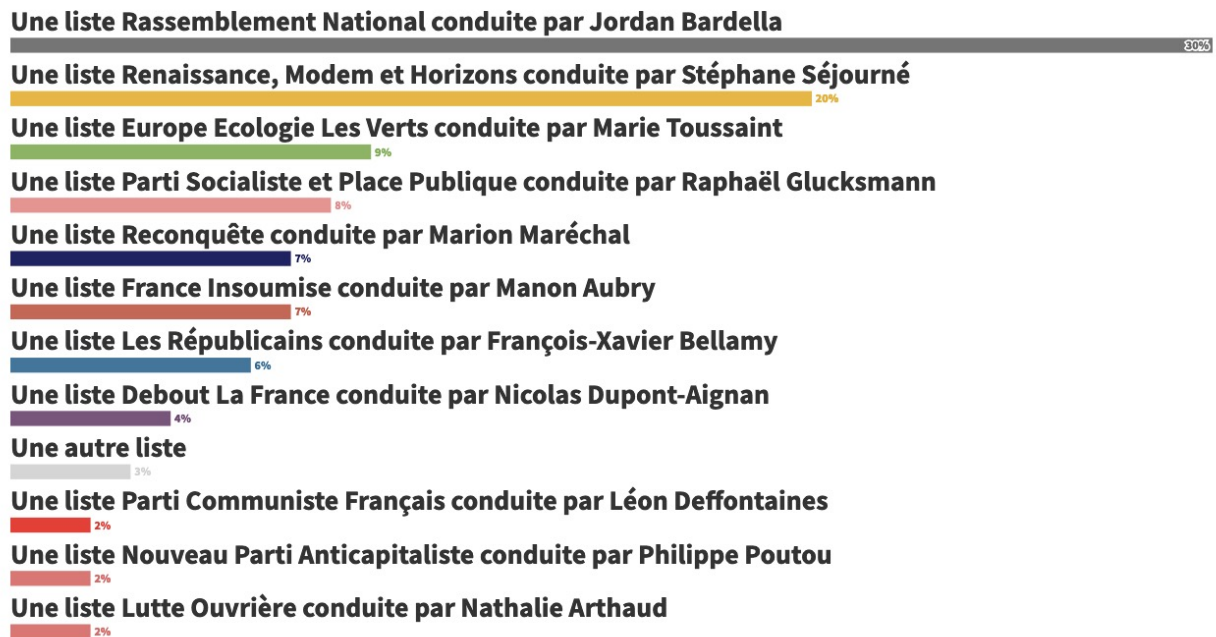 Une liste Rassemblement National conduite par Jordan Bardella
30%
Une liste Renaissance, Modem et Horizons conduite par Stéphane Séjourné
20%
Une liste Europe Ecologie Les Verts conduite par Marie Toussaint
9%
Une liste Parti Socialiste et Place Publique conduite par Raphaël Glucksmann
8%
Une liste Reconquête conduite par Marion Maréchal
7%
Une liste France Insoumise conduite par Manon Aubry
7%
Une liste Les Républicains conduite par François-Xavier Bellamy
6%
Une liste Debout La France conduite par Nicolas Dupont-Aignan
4%
Une autre liste
3%
Une liste Parti Communiste Français conduite par Léon Deffontaines
2%
Une liste Nouveau Parti Anticapitaliste conduite par Philippe Poutou
2%
Une liste Lutte Ouvrière conduite par Nathalie Arthaud
2%